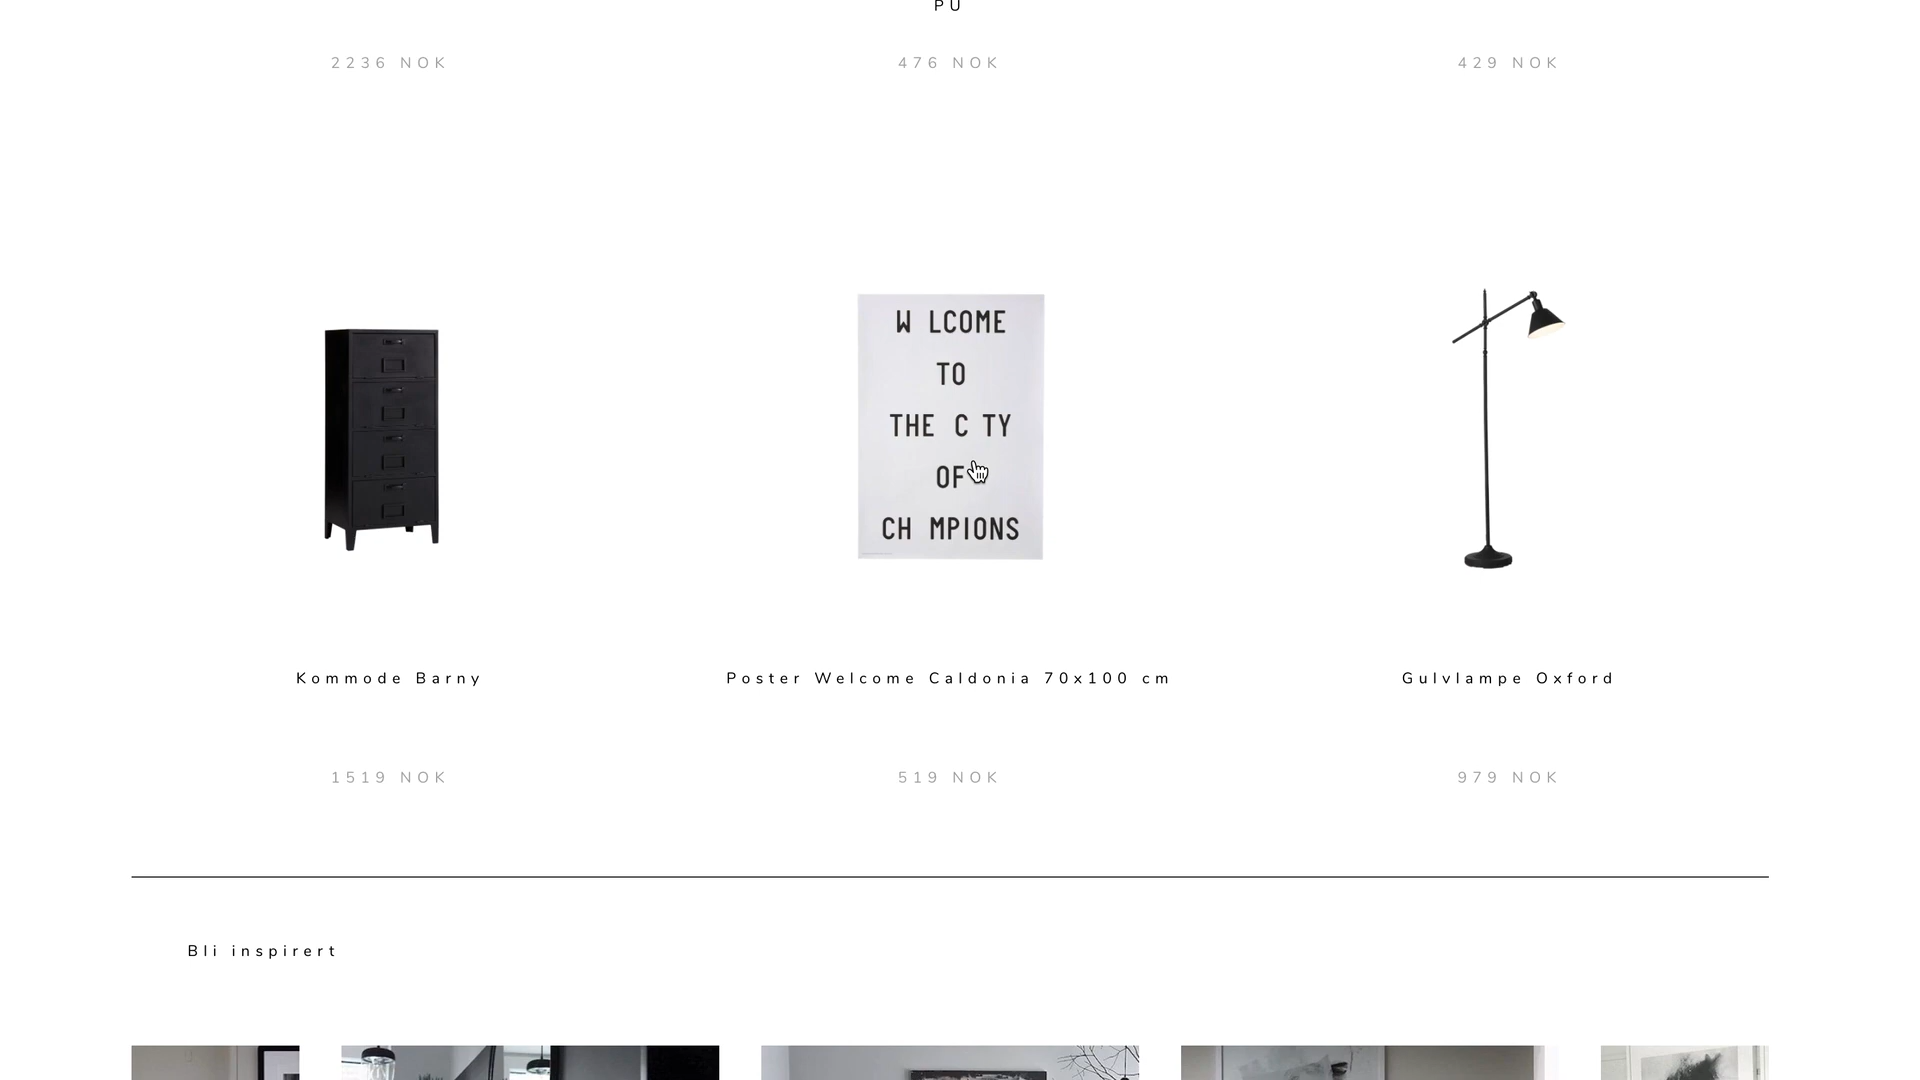 PU
2236 NOK
476 NOK
429 NOK
W LCOME
TO
THE C TY
OF
CH MPIONS
Kommode Barny
Poster Welcome Caldonia 70x100 cm
Gulvlampe Oxford
1519 NOK
519 NOK
979 NOK
Bli inspirert